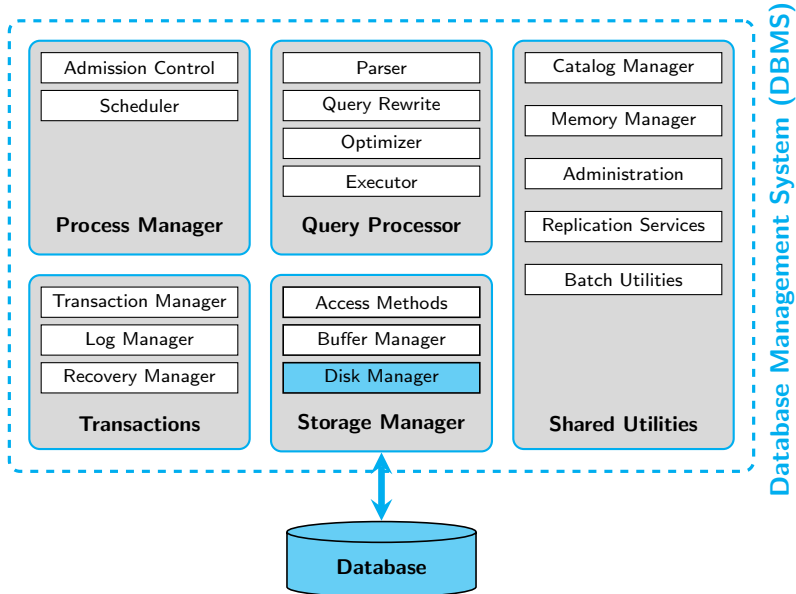 Admission Control
Scheduler
Process Manager
Parser
Query Rewrite
Optimizer
Executor
Query Processor
Catalog Manager
Memory Manager
Administration
Replication Services
Batch Utilities
Shared Utilities
Transaction Manager
Log Manager
Recovery Manager
Transactions
Access Methods
Buffer Manager
Disk Manager
Storage Manager
Database Management System (DBMS)
Database